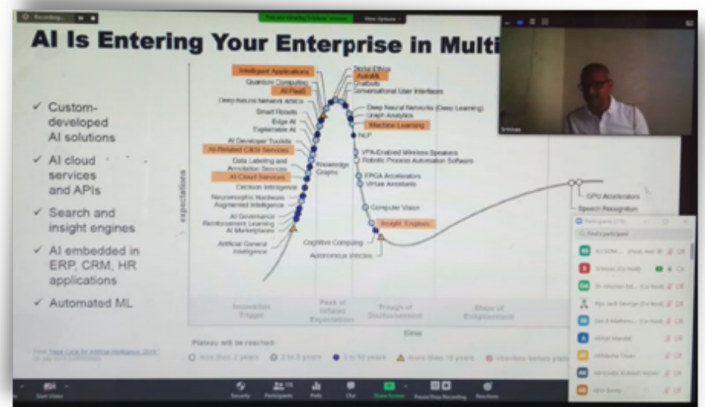 Recording...
View Options
AI Is Entering Your Enterprise in Multi
✓ Custom-
developed
AI solutions
✓ AI cloud
services
and APIs
✓ Search and
insight engines
✓ AI embedded in
ERP, CRM, HR
applications
✓ Automated ML
expectations
Intelligent Applications
Quantum Computing
AI PaaS
Deep Neural Network ASICs
Smart Robots
Edge AI
Explainable AI
AI Developer Toolkits
AI-Related C&SI Services
Data Labeling and
Annotation Services
AI Cloud Services
Decision Intelligence
Neuromorphic Hardware
Augmented Intelligence
AI Governance
Reinforcement Learning
AI Marketplaces
Artificial General
Intelligence
Digital Ethics
AutoML
Chatbots
Conversational User Interfaces
Deep Neural Networks (Deep Learning)
Graph Analytics
Machine Learning
NLP
VPA-Enabled Wireless Speakers
Robotic Process Automation Software
Knowledge
Graphs
FPGA Accelerators
Virtual Assistants
Computer Vision
Insight Engines
Cognitive Computing
Autonomous Vehicles
GPU Accelerators
Speech Recognition
Innovation
Trigger
Peak of
Inflated
Expectations
Trough of
Disillusionment
Slope of
Enlightenment
time
Plateau will be reached:
less than 2 years
2 to 5 years
5 to 10 years
more than 10 years
obsolete before
Find a participant
Start Video
Security
Participants
Polls
Chat
Share Screen
Pause/Stop Recording
Reactions